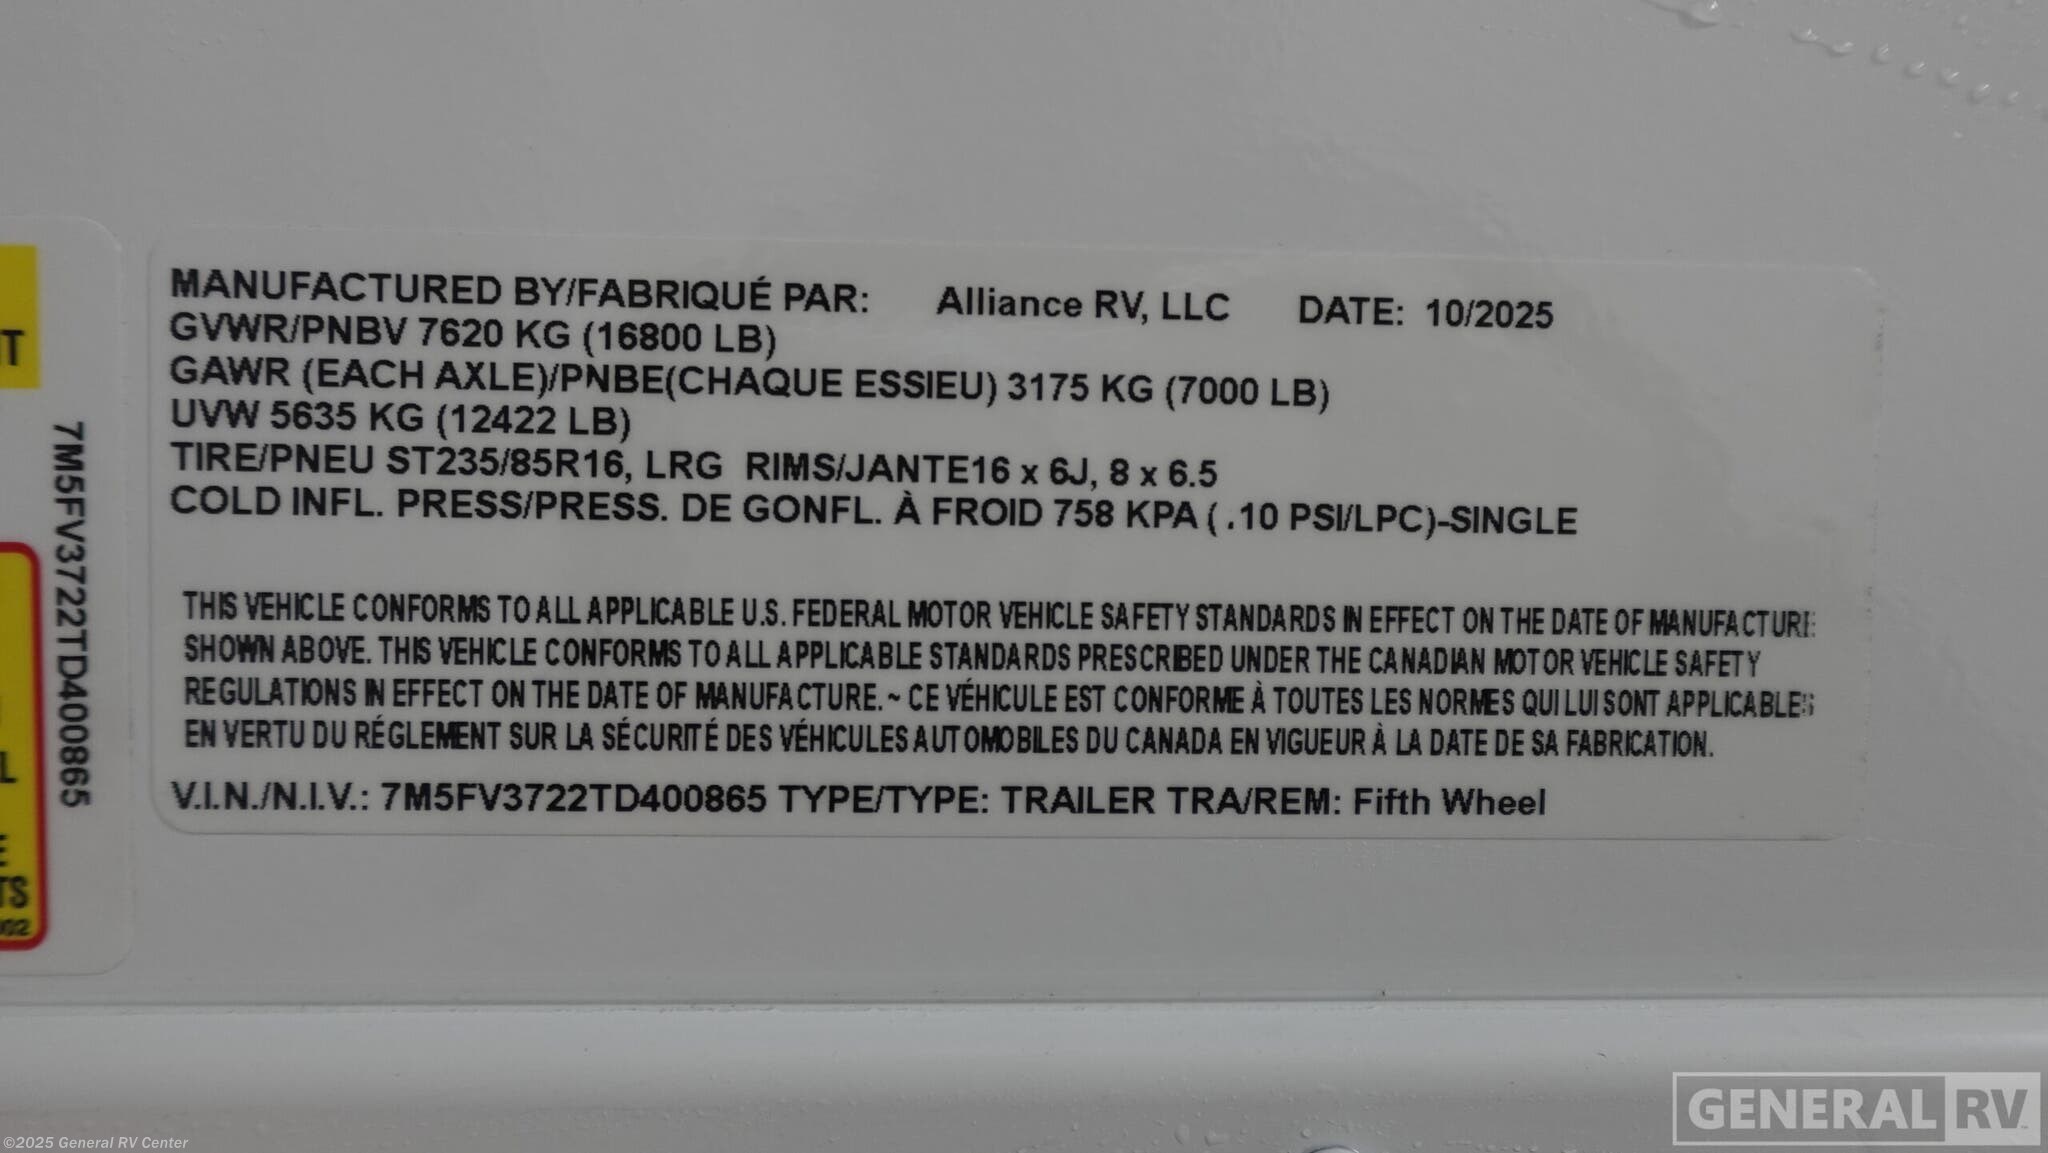 MANUFACTURED BY/FABRIQUÉ PAR: Alliance RV, LLC DATE: 10/2025
GVWR/PNBV 7620 KG (16800 LB)
GAWR (EACH AXLE)/PNBE(CHAQUE ESSIEU) 3175 KG (7000 LB)
UVW 5635 KG (12422 LB)
TIRE/PNEU ST235/85R16, LRG RIMS/JANTE16 x 6J, 8 x 6.5
COLD INFL. PRESS/PRESS. DE GONFL. À FROID 758 KPA ( .10 PSI/LPC)-SINGLE
THIS VEHICLE CONFORMS TO ALL APPLICABLE U.S. FEDERAL MOTOR VEHICLE SAFETY STANDARDS IN EFFECT ON THE DATE OF MANUFACTURE
SHOWN ABOVE. THIS VEHICLE CONFORMS TO ALL APPLICABLE STANDARDS PRESCRIBED UNDER THE CANADIAN MOTOR VEHICLE SAFETY
REGULATIONS IN EFFECT ON THE DATE OF MANUFACTURE.~ CE VÉHICULE EST CONFORME À TOUTES LES NORMES QUI LUI SONT APPLICABLES
EN VERTU DU RÉGLEMENT SUR LA SÉCURITÉ DES VÉHICULES AUTOMOBILES DU CANADA EN VIGUEUR À LA DATE DE SA FABRICATION.
V.I.N./N.I.V.: 7M5FV3722TD400865 TYPE/TYPE: TRAILER TRA/REM: Fifth Wheel
7M5FV3722TD400865
GENERAL RV
©2025 General RV Center